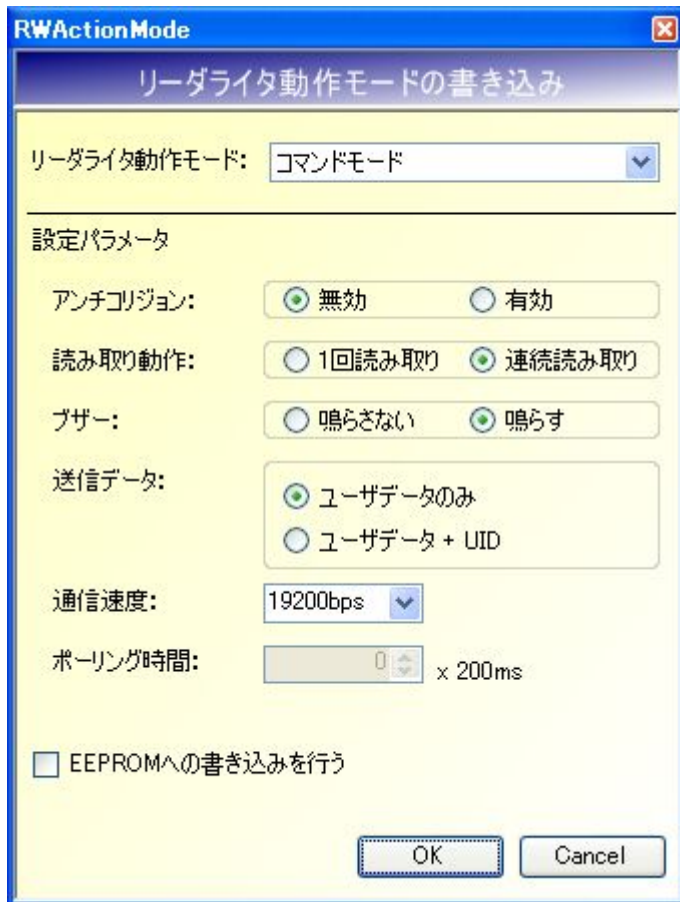 RWActionMode
リーダライタ動作モードの書き込み
リーダライタ動作モード: コマンドモード
設定パラメータ
アンチコリジョン: 無効 有効
読み取り動作: 1回読み取り 連続読み取り
ブザー: 鳴らさない 鳴らす
送信データ: ユーザデータのみ
ユーザデータ + UID
通信速度: 19200bps
ポーリング時間: 0 x 200ms
EEPROMへの書き込みを行う
OK Cancel